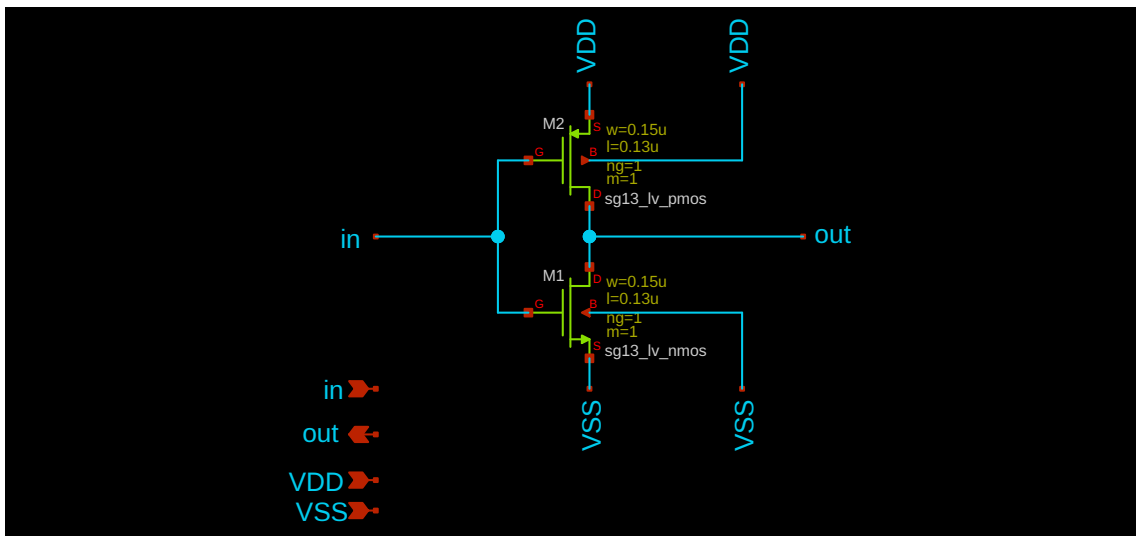 VDD
VDD
M2
S
w=0.15u
l=0.13u
G
B
ng=1
m=1
D
sg13_lv_pmos
in
out
M1
D
w=0.15u
l=0.13u
G
B
ng=1
m=1
S
sg13_lv_nmos
in
VSS
VSS
out
VDD
VSS